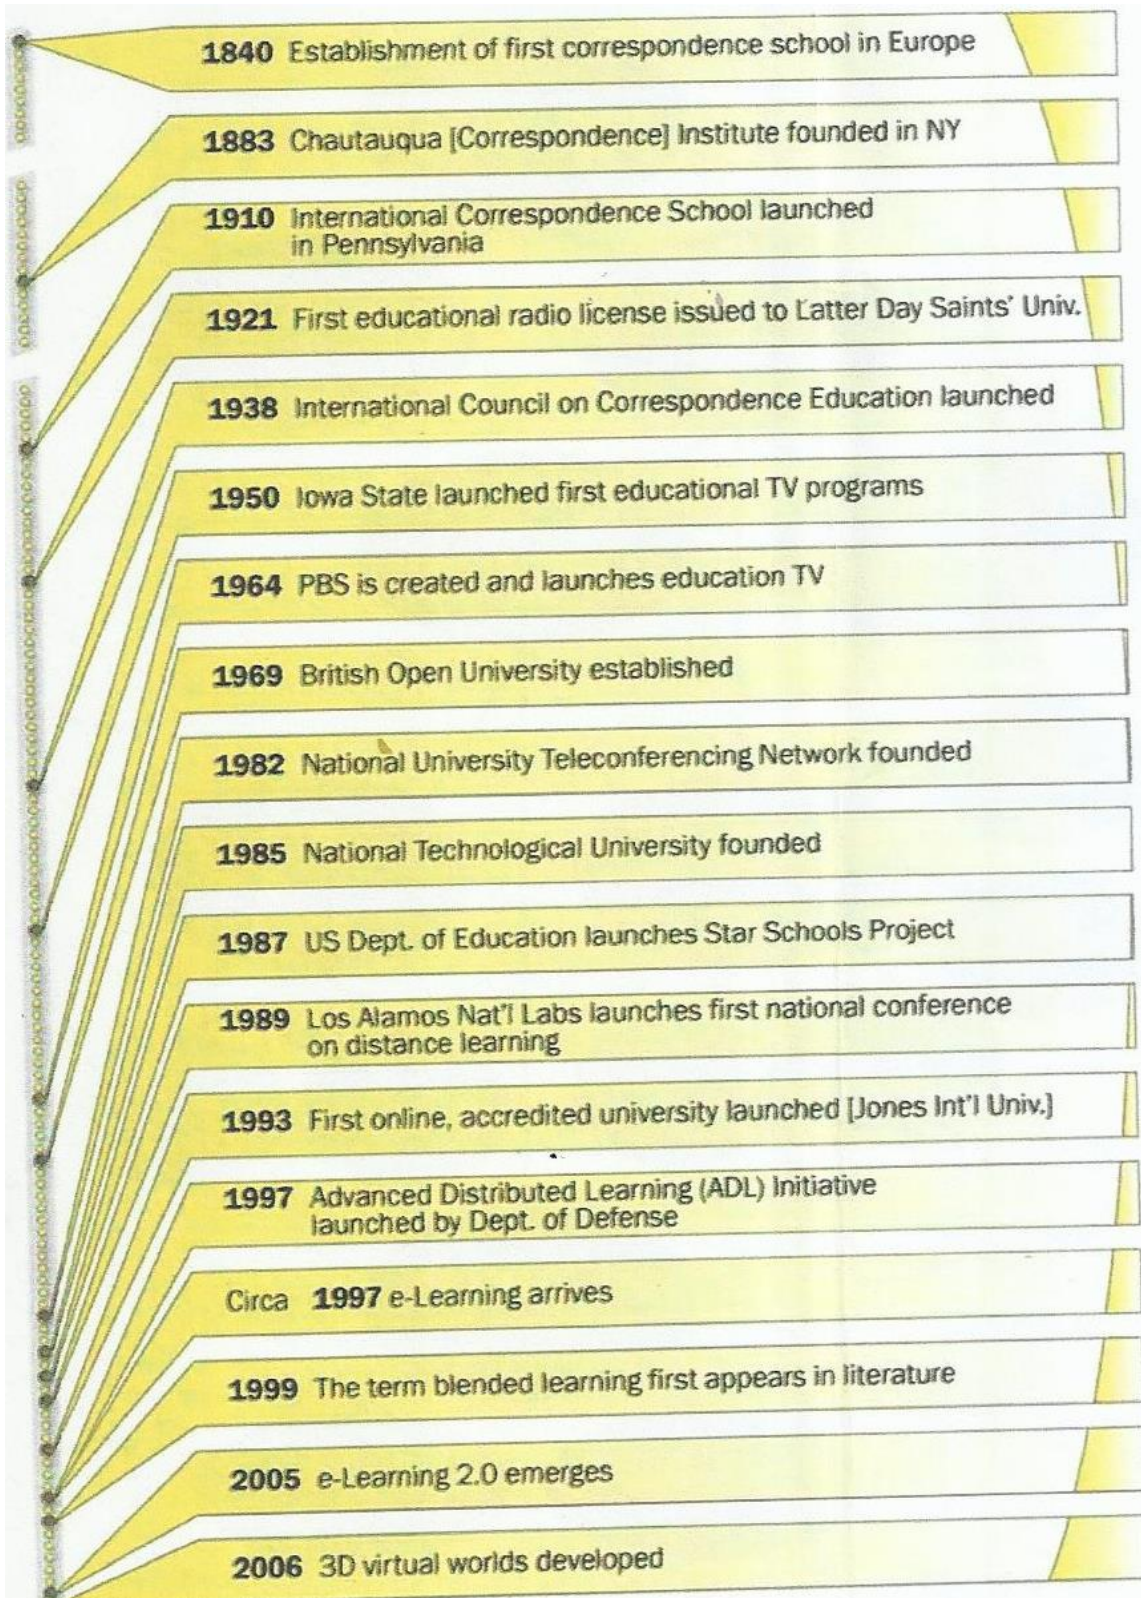 1840 Establishment of first correspondence school in Europe
1883 Chautauqua [Correspondence] Institute founded in NY
1910 International Correspondence School launched
in Pennsylvania
1921 First educational radio license issued to Latter Day Saints' Univ.
1938 International Council on Correspondence Education launched
1950 Iowa State launched first educational TV programs
1964 PBS is created and launches education TV
1969 British Open University established
1982 National University Teleconferencing Network founded
1985 National Technological University founded
1987 US Dept. of Education launches Star Schools Project
1989 Los Alamos Nat'l Labs launches first national conference
on distance learning
1993 First online, accredited university launched [Jones Int'l Univ.]
1997 Advanced Distributed Learning (ADL) Initiative
launched by Dept. of Defense
Circa 1997 e-Learning arrives
1999 The term blended learning first appears in literature
2005 e-Learning 2.0 emerges
2006 3D virtual worlds developed